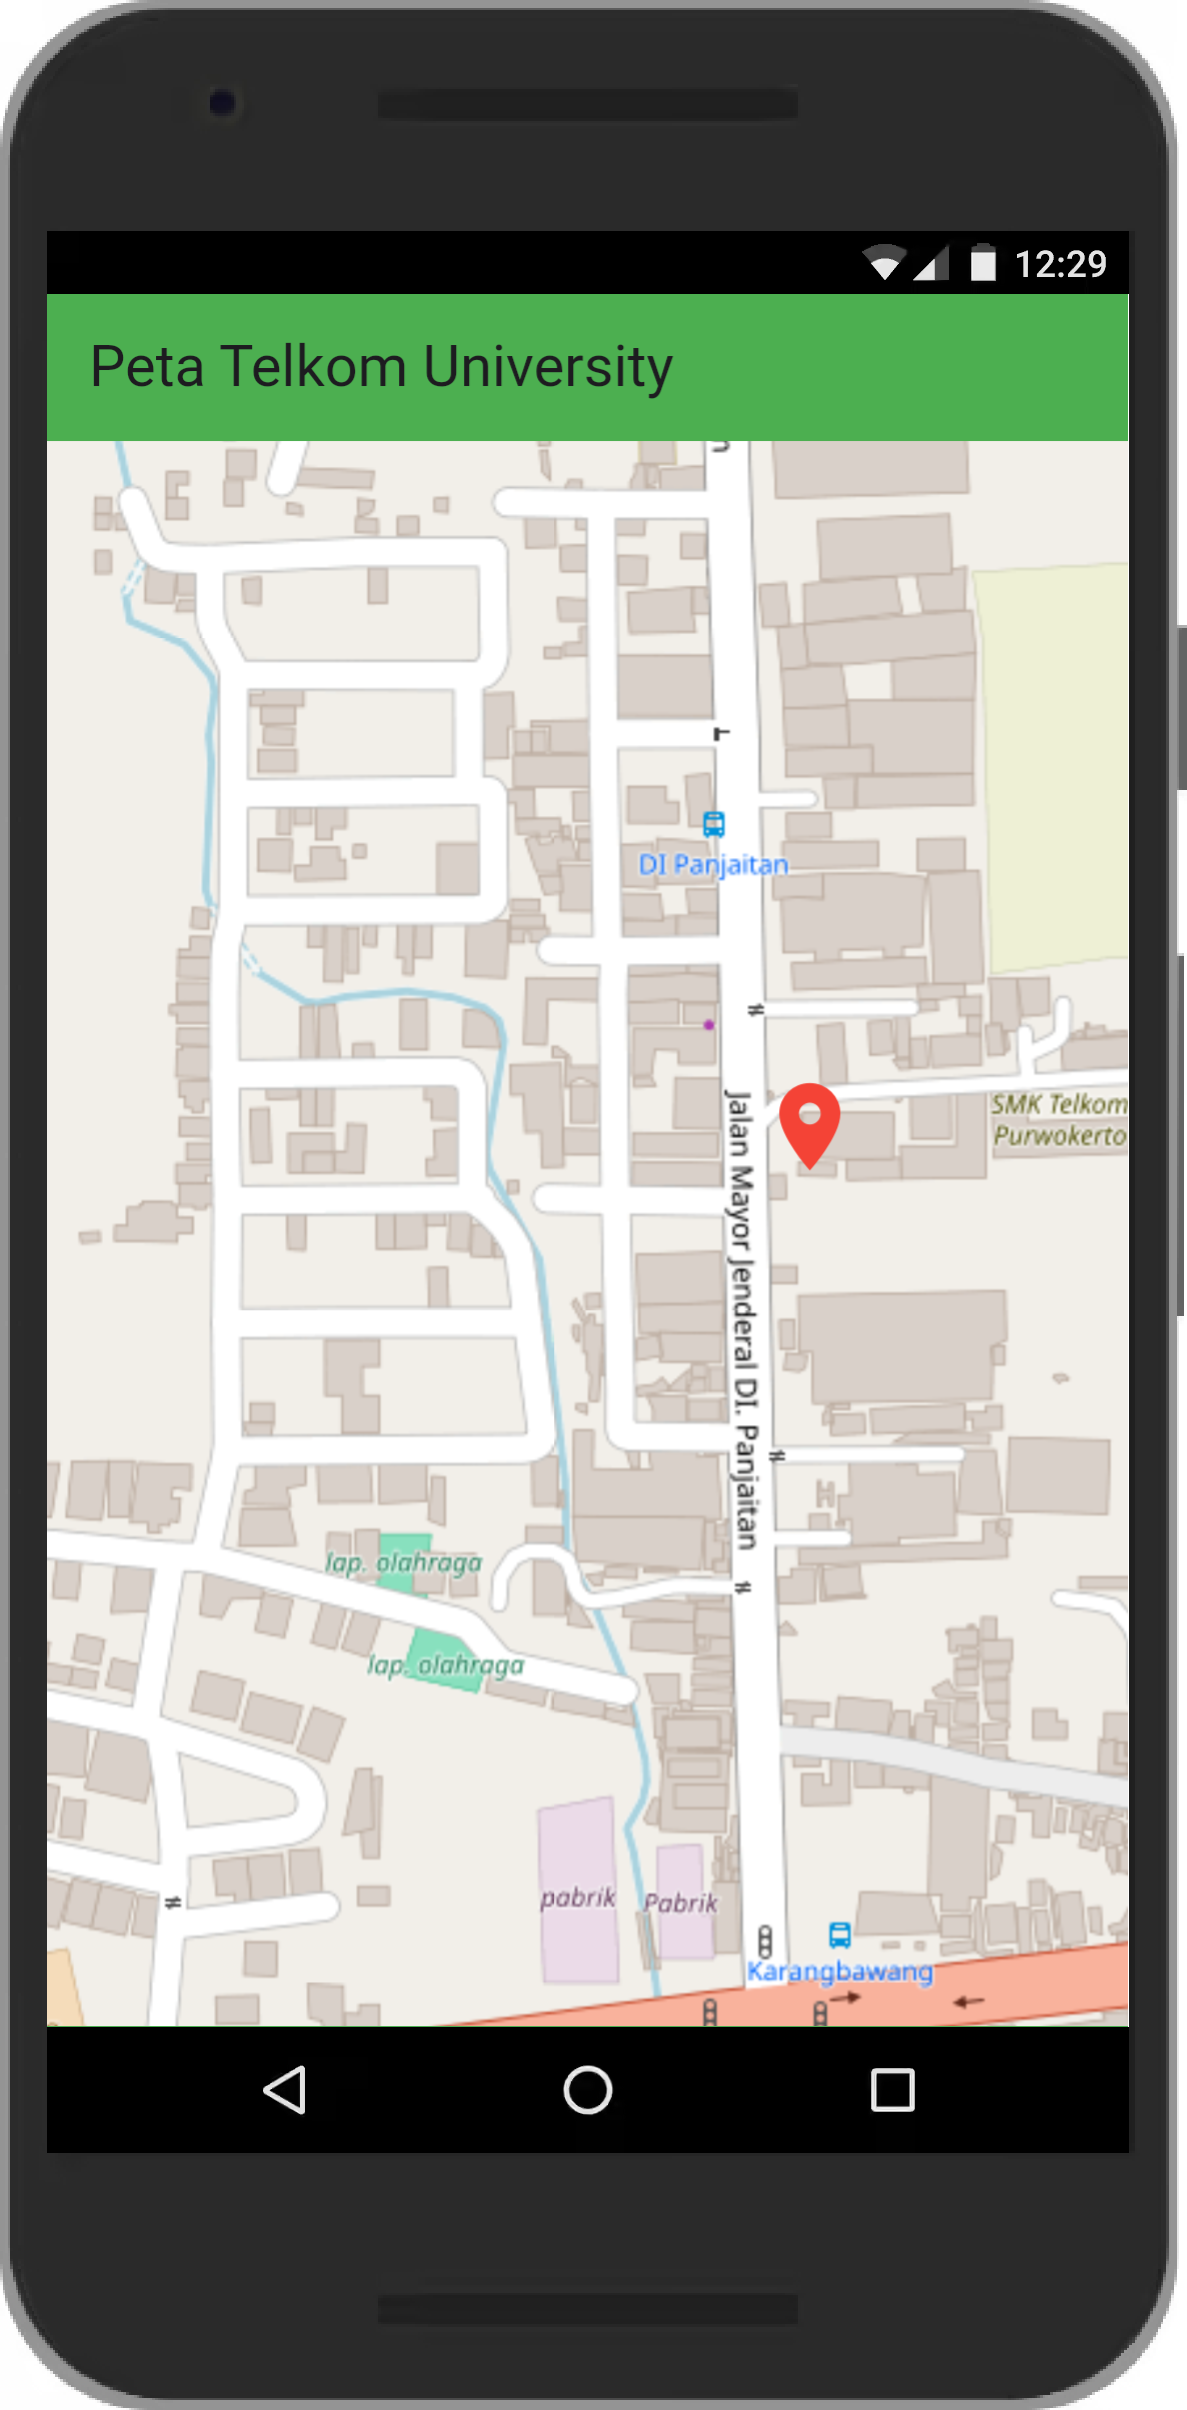 12:29
Peta Telkom University
DI Panjaitan
SMK Telkom
Purwokerto
Jalan Mayor Jenderal DI. Panjaitan
lap. olahraga
lap. olahraga
pabrik
Pabrik
Karangbawang